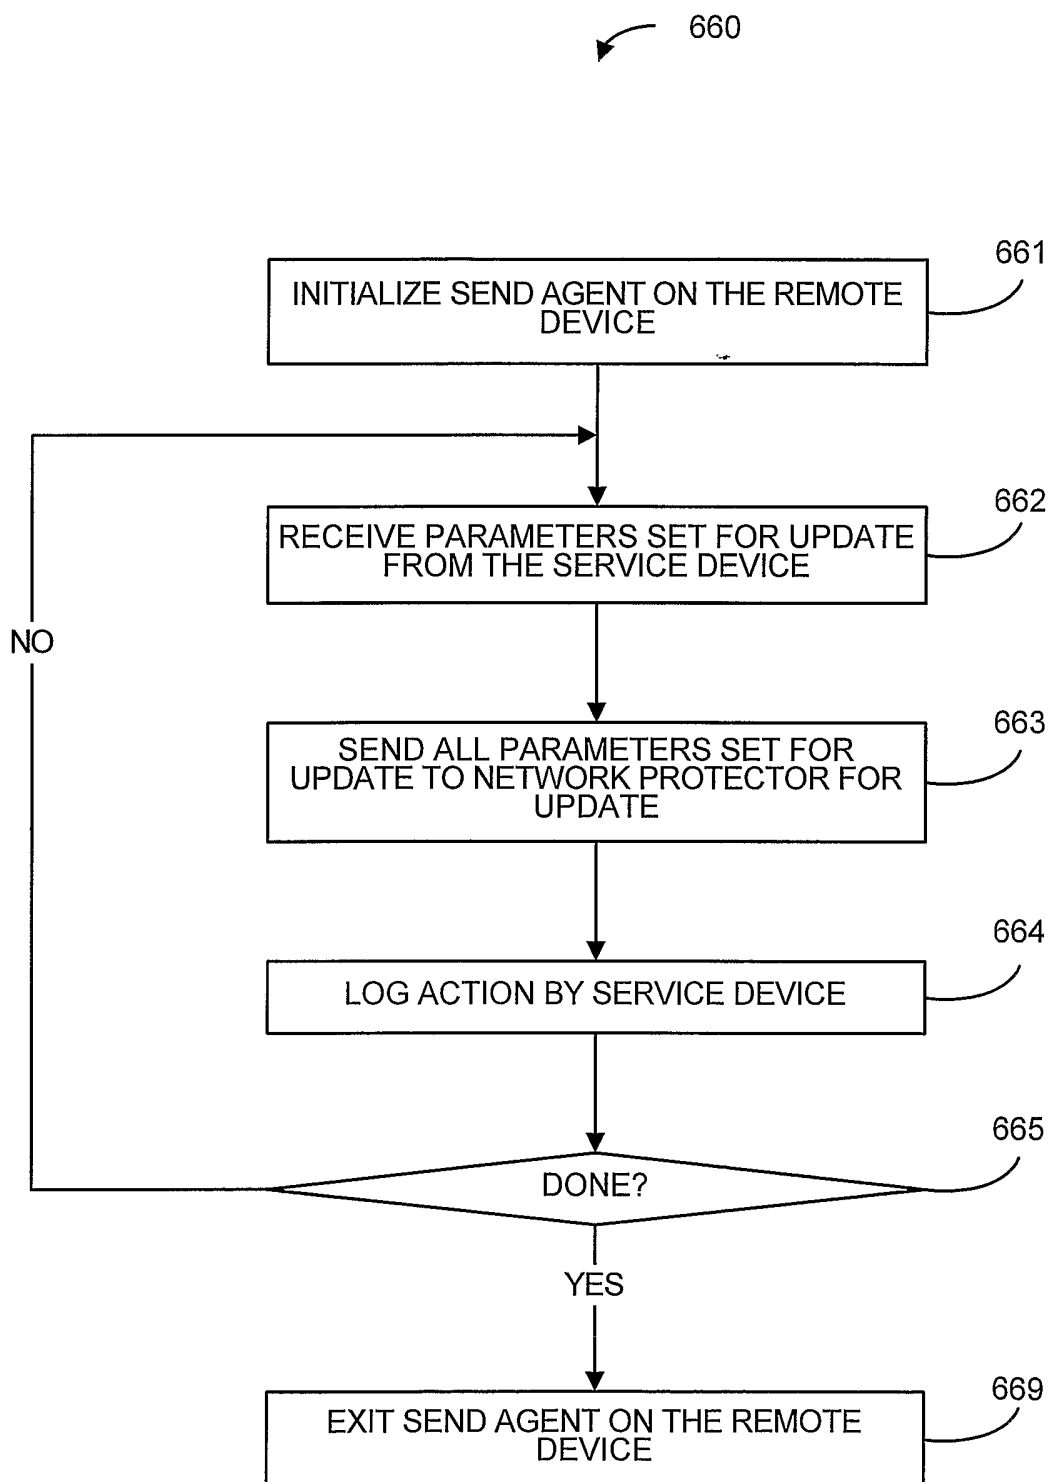 660
661
INITIALIZE SEND AGENT ON THE REMOTE
DEVICE
662
RECEIVE PARAMETERS SET FOR UPDATE
FROM THE SERVICE DEVICE
NO
663
SEND ALL PARAMETERS SET FOR
UPDATE TO NETWORK PROTECTOR FOR
UPDATE
664
LOG ACTION BY SERVICE DEVICE
665
DONE?
YES
669
EXIT SEND AGENT ON THE REMOTE
DEVICE